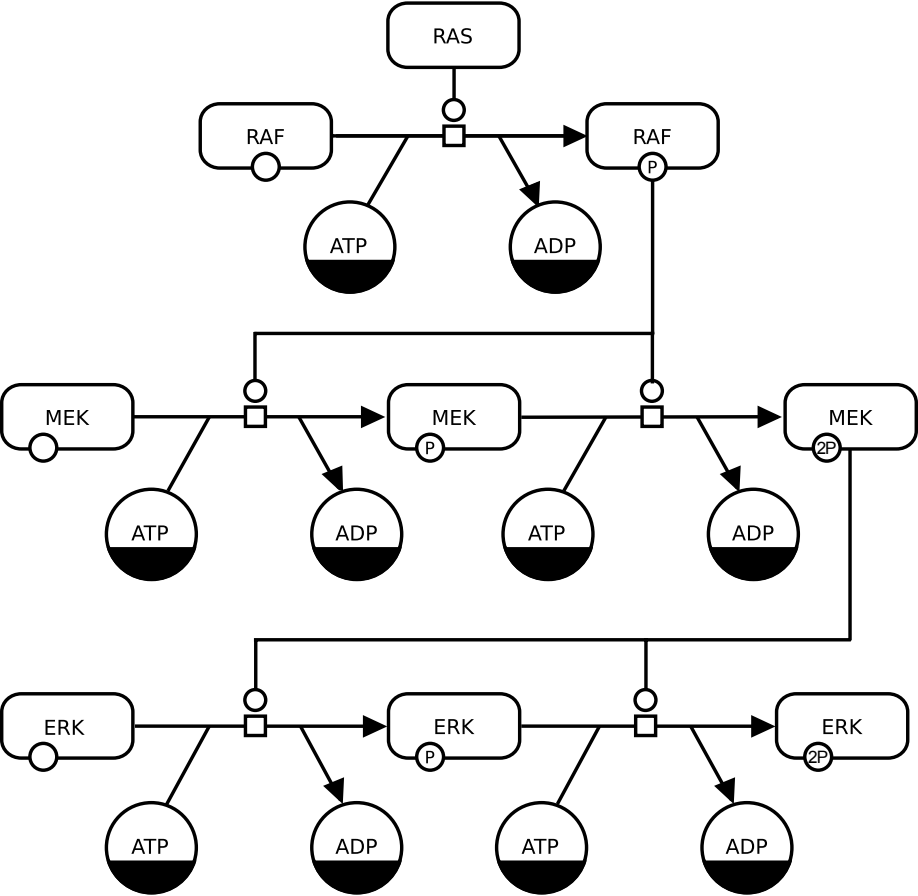 RAS
RAF
RAF
P
ATP
ADP
MEK
MEK
MEK
P
2P
ATP
ADP
ATP
ADP
ERK
ERK
ERK
P
2P
ATP
ADP
ATP
ADP